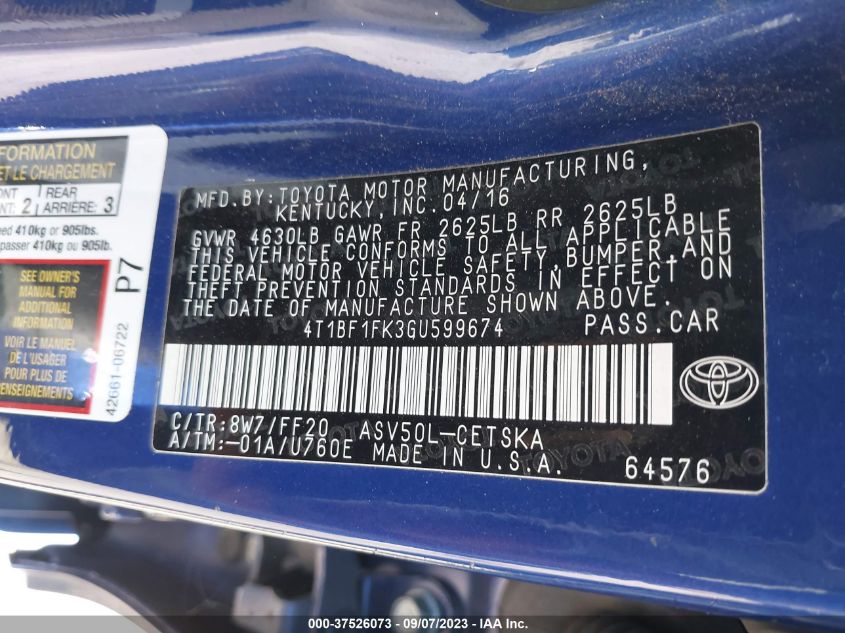 FORMATION
ET LE CHARGEMENT
REAR
2 ARRIÈRE: 3
410kg or 905lbs.
passer 410kg ou 905lb.
SEE OWNER'S
MANUAL FOR
ADDITIONAL
INFORMATION
VOIR LE MANUEL
DE L'USAGER
POUR PLUS DE
RENSEIGNEMENTS
P7
42661-06722
MFD.BY:TOYOTA MOTOR MANUFACTURING,
KENTUCKY,INC.04/16
GVWR 4630LB GAWR FR 2625LB RR 2625LB
THIS VEHICLE CONFORMS TO ALL APPLICABLE
FEDERAL MOTOR VEHICLE SAFETY,BUMPER,AND
THEFT PREVENTION STANDARDS IN EFFECT ON
THE DATE OF MANUFACTURE SHOWN ABOVE.
4T1BF1FK3GU599674 PASS.CAR
C/TR:8W7/FF20 ASV50L-CETSKA
A/TM:-01A/U760E MADE IN U.S.A.
64576
000-37526073 - 09/07/2023 - IAA Inc.